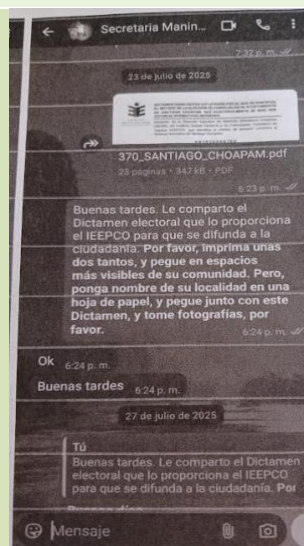 Secretaria Manin...
7:32 p. m.
23 de julio de 2025
370_SANTIAGO_CHOAPAM.pdf
23 páginas • 347 kB • PDF
6:23 p. m.
Buenas tardes. Le comparto el
Dictamen electoral que lo proporciona
el IEEPCO para que se difunda a la
ciudadanía. Por favor, imprima unas
dos tantos, y pegue en espacios
más visibles de su comunidad. Pero,
ponga nombre de su localidad en una
hoja de papel, y pegue junto con este
Dictamen, y tome fotografías, por
favor.
6:24 p. m.
Ok 6:24 p. m.
Buenas tardes 6:24 p. m.
27 de julio de 2025
Tú
Buenas tardes. Le comparto el Dictamen
electoral que lo proporciona el IEEPCO
para que se difunda a la ciudadanía. Por
Mensaje